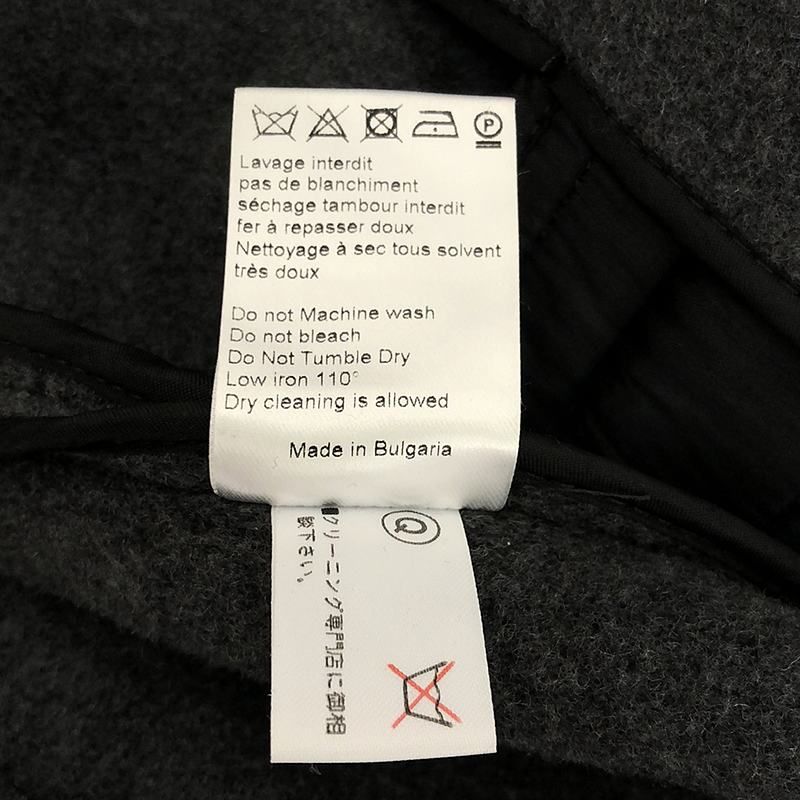 P
Lavage interdit
pas de blanchiment
séchage tambour interdit
fer à repasser doux
Nettoyage à sec tous solvent
très doux
Do not Machine wash
Do not bleach
Do Not Tumble Dry
Low iron 110°
Dry cleaning is allowed
Made in Bulgaria
Q
クリーニング専門店に御相
談下さい。